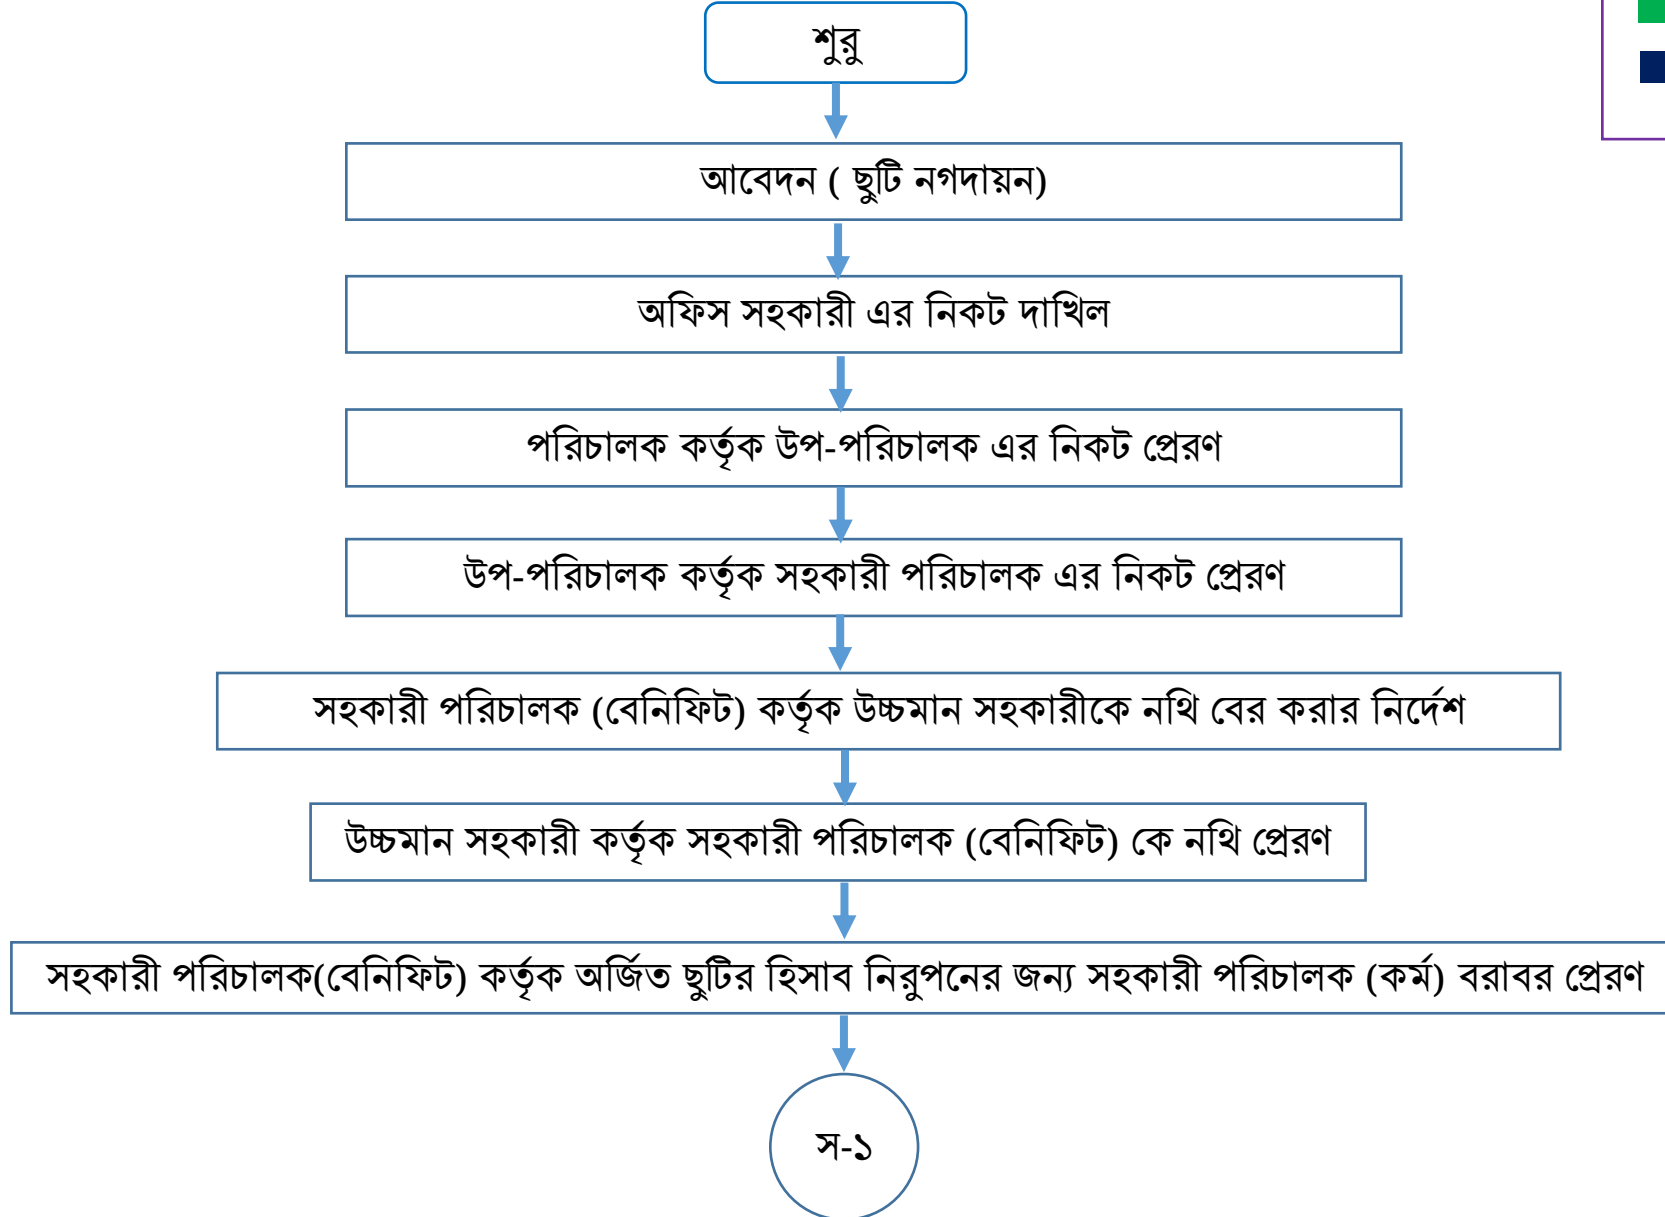 শুরু
আবেদন ( ছুটি নগদায়ন)
অফিস সহকারী এর নিকট দাখিল
পরিচালক কর্তৃক উপ-পরিচালক এর নিকট প্রেরণ
উপ-পরিচালক কর্তৃক সহকারী পরিচালক এর নিকট প্রেরণ
সহকারী পরিচালক (বেনিফিট) কর্তৃক উচ্চমান সহকারীকে নথি বের করার নির্দেশ
উচ্চমান সহকারী কর্তৃক সহকারী পরিচালক (বেনিফিট) কে নথি প্রেরণ
সহকারী পরিচালক(বেনিফিট) কর্তৃক অর্জিত ছুটির হিসাব নিরুপনের জন্য সহকারী পরিচালক (কর্ম) বরাবর প্রেরণ
স-১